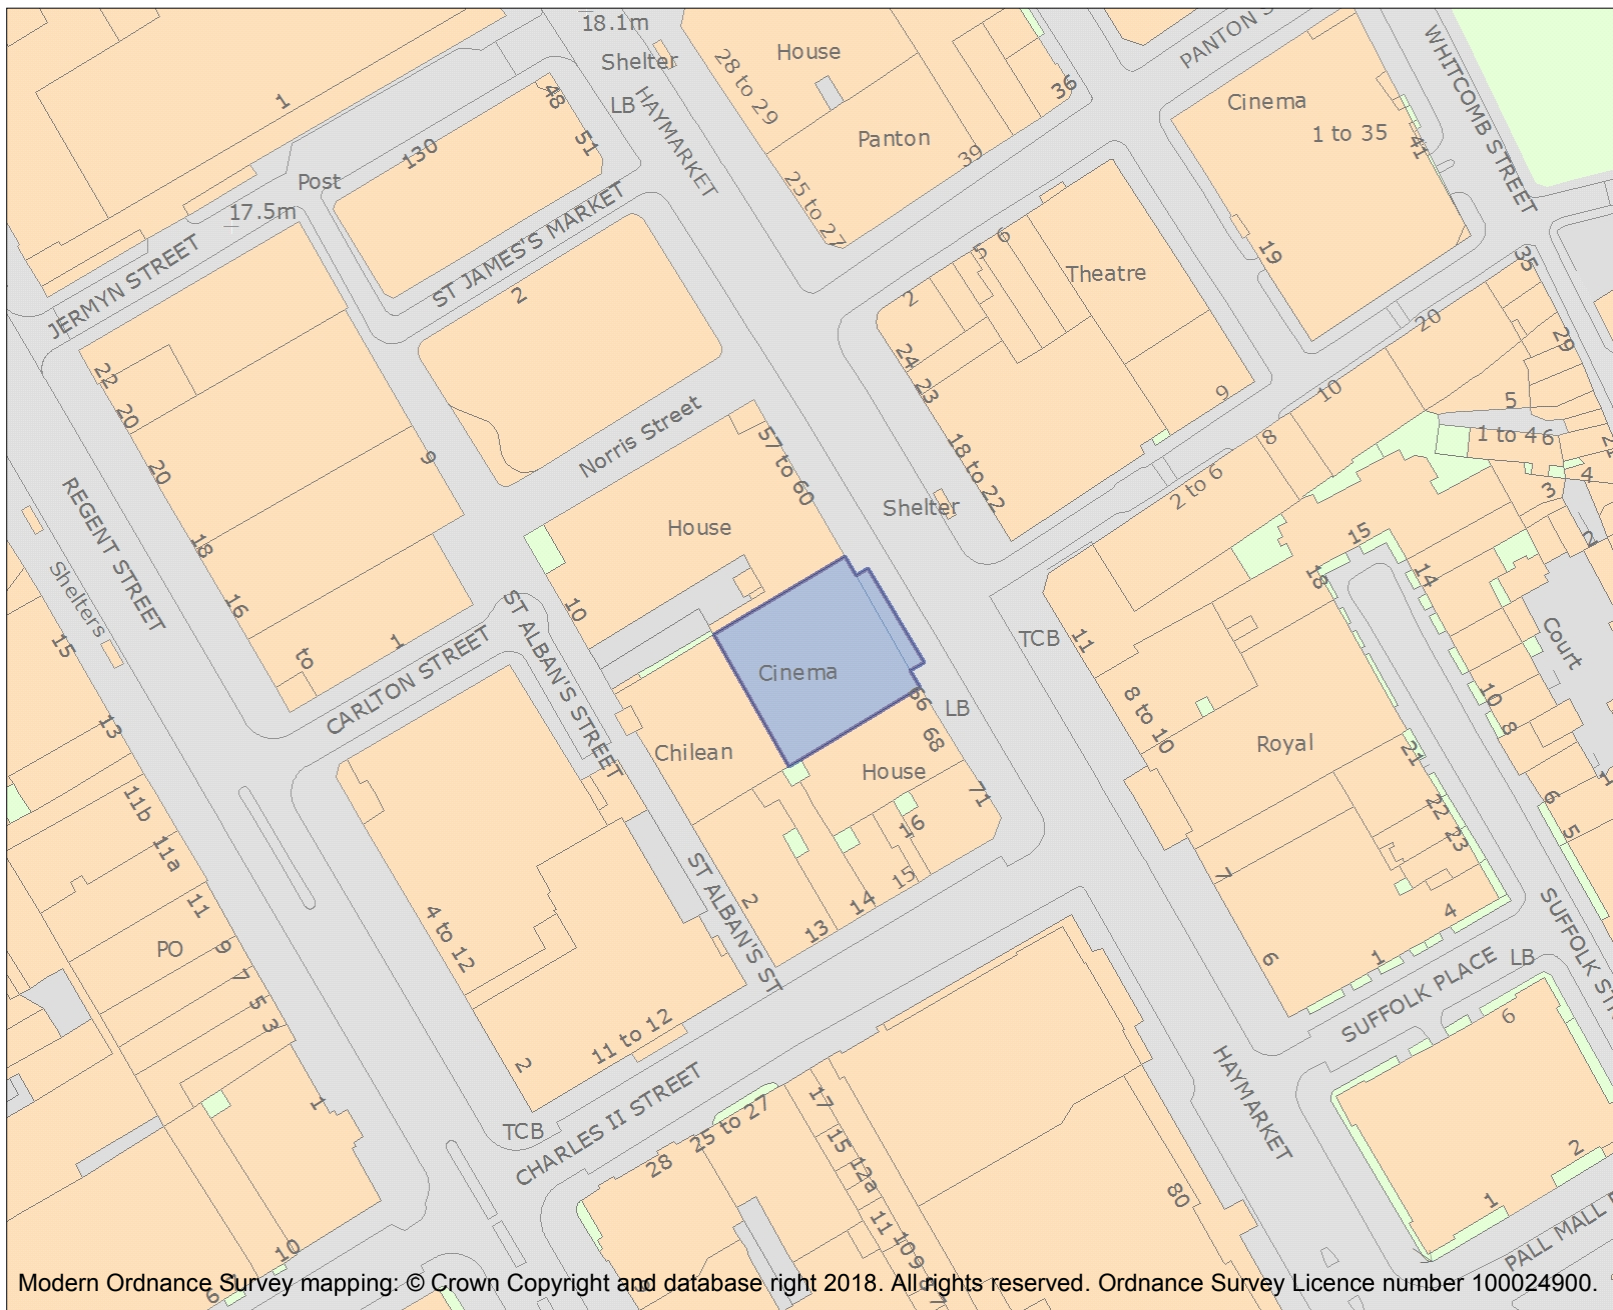 18.1m
Shelter
LB
HAYMARKET
House
28 to 29
Panton
25 to 27
36
39
PANTON S
WHITCOMB STREET
Cinema
1 to 35
41
19
1
48
51
130
Post
17.5m
JERMYN STREET
ST JAMES'S MARKET
2
Theatre
5
6
2
24
23
18 to 22
9
35
20
29
10
8
2 to 6
5
1 to 4
6
4
3
2
22
20
20
18
16
9
1
to
Norris Street
57 to 60
House
Shelter
REGENT STREET
Shelters
15
13
11b
11a
11
9
7
5
3
1
PO
10
CARLTON STREET
ST ALBAN'S STREET
Cinema
Chilean
66
68
House
71
LB
TCB
11
8 to 10
Royal
15
18
14
Court
10
8
6
5
21
22
23
7
6
4
1
SUFFOLK PLACE
LB
SUFFOLK ST
16
15
14
13
2
ST ALBAN'S ST
4 to 12
2
11 to 12
TCB
CHARLES II STREET
28
25 to 27
17
15
12a
11
10
9
80
HAYMARKET
6
2
1
PALL MALL
10
6
Modern Ordnance Survey mapping: © Crown Copyright and database right 2018. All rights reserved. Ordnance Survey Licence number 100024900.